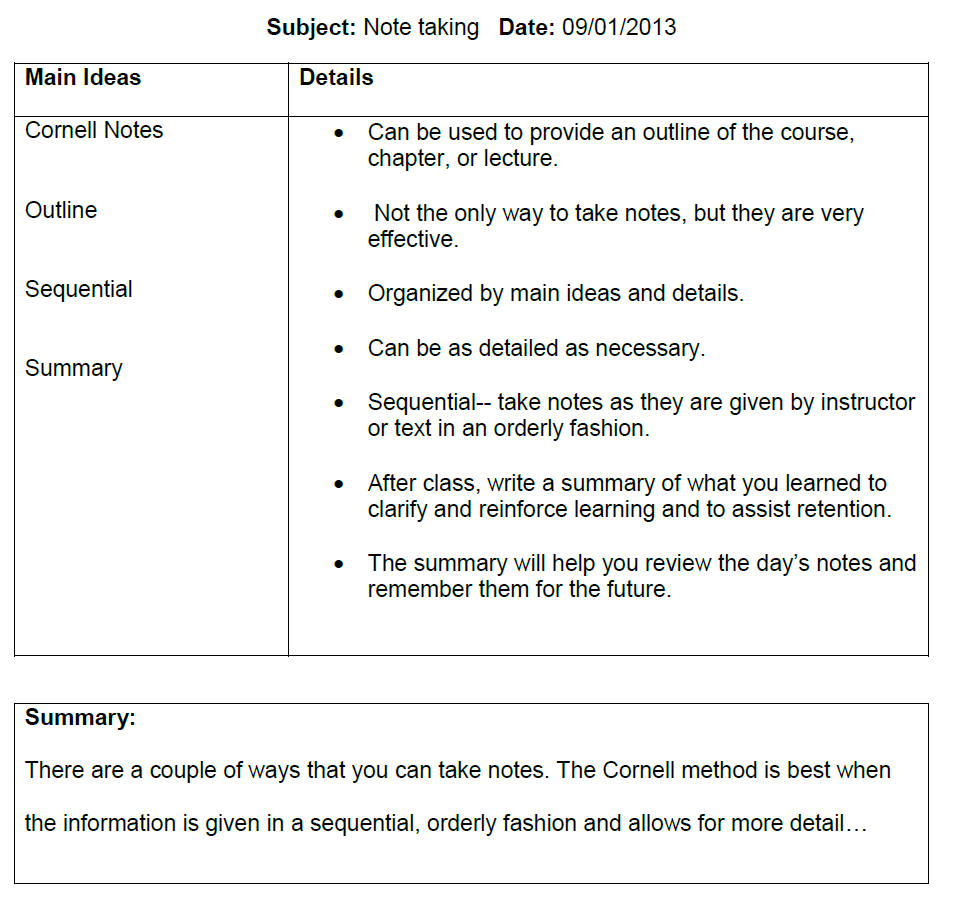 Subject: Note taking   Date: 09/01/2013
Main Ideas
Details
Cornell Notes
Outline
Sequential
Summary
• Can be used to provide an outline of the course,
chapter, or lecture.
• Not the only way to take notes, but they are very
effective.
• Organized by main ideas and details.
• Can be as detailed as necessary.
• Sequential-- take notes as they are given by instructor
or text in an orderly fashion.
• After class, write a summary of what you learned to
clarify and reinforce learning and to assist retention.
• The summary will help you review the day’s notes and
remember them for the future.
Summary:
There are a couple of ways that you can take notes. The Cornell method is best when
the information is given in a sequential, orderly fashion and allows for more detail…